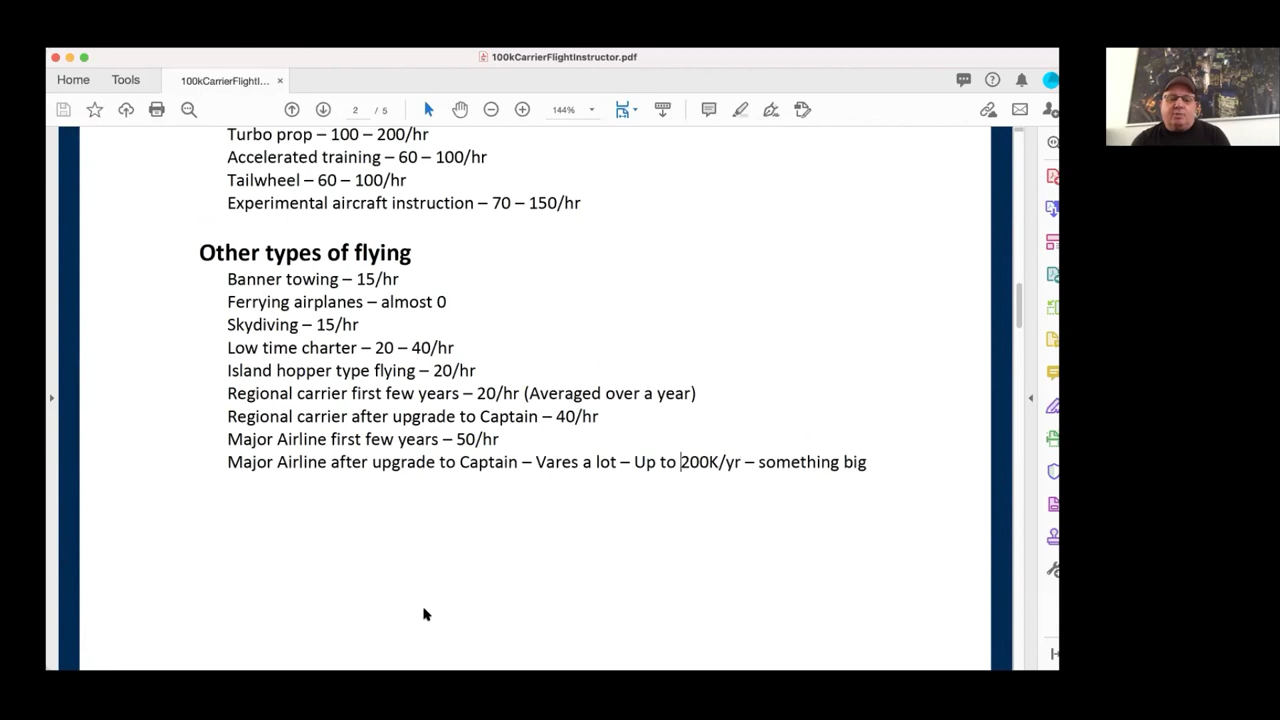 100kCarrierFlightInstructor.pdf
Home Tools 100kCarrierFlightI... ×
2 / 5 144%
Turbo prop – 100 – 200/hr
Accelerated training – 60 – 100/hr
Tailwheel – 60 – 100/hr
Experimental aircraft instruction – 70 – 150/hr
Other types of flying
Banner towing – 15/hr
Ferrying airplanes – almost 0
Skydiving – 15/hr
Low time charter – 20 – 40/hr
Island hopper type flying – 20/hr
Regional carrier first few years – 20/hr (Averaged over a year)
Regional carrier after upgrade to Captain – 40/hr
Major Airline first few years – 50/hr
Major Airline after upgrade to Captain – Vares a lot – Up to 200K/yr – something big